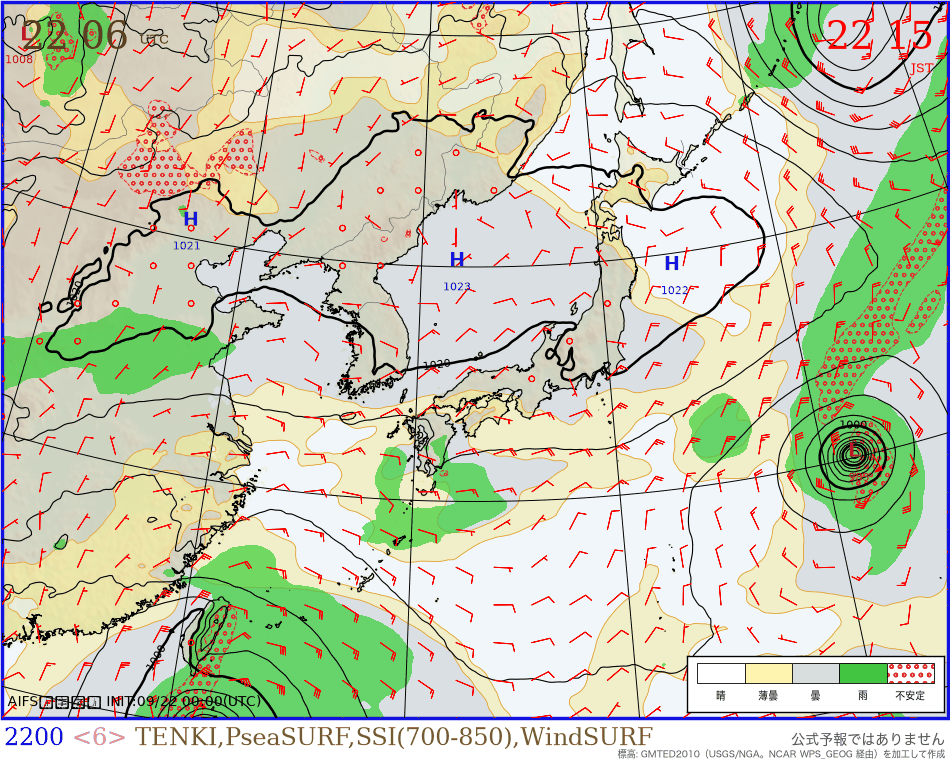 22 06 UTC
22 15
JST
1008
H
1021
H
1023
H
1022
1020
1020
1000
L
1008
晴 薄曇 曇 雨 不安定
INIT:09/22 00:00(UTC)
2200 <6> TENKI,PseaSURF,SSI(700-850),WindSURF
公式予報ではありません
標高: GMTED2010（USGS/NGA。NCAR WPS_GEOG 経由）を加工して作成